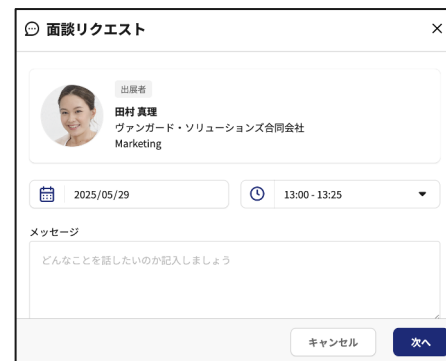 面談リクエスト
出展者
田村 真理
ヴァンガード・ソリューションズ合同会社
Marketing
2025/05/29
13:00 - 13:25
メッセージ
どんなことを話したいのか記入しましょう
キャンセル
次へ